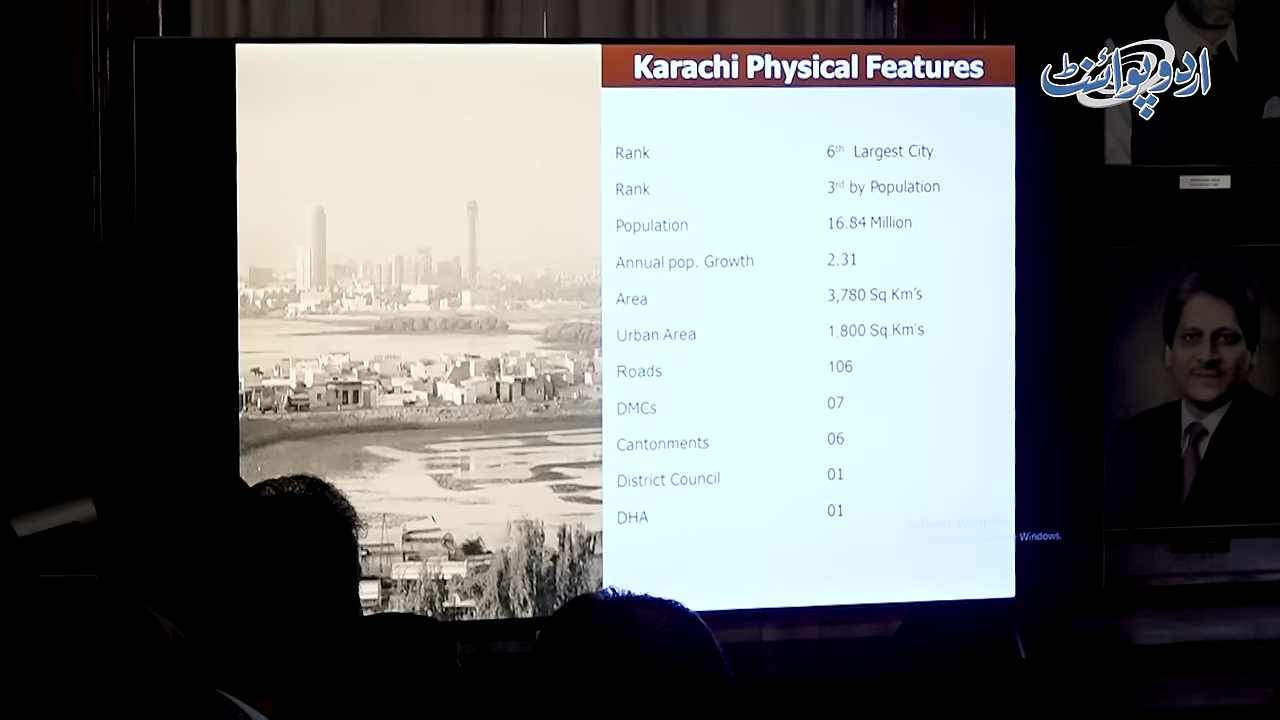 Karachi Physical Features
اردو پوائنٹ
Rank 6th Largest City
Rank 3rd by Population
Population 16.84 Million
Annual pop. Growth 2.31
Area 3,780 Sq Km's
Urban Area 1,800 Sq.Km's
Roads 106
DMCs 07
Cantonments 06
District Council 01
DHA 01
Activate Windows
Windows.